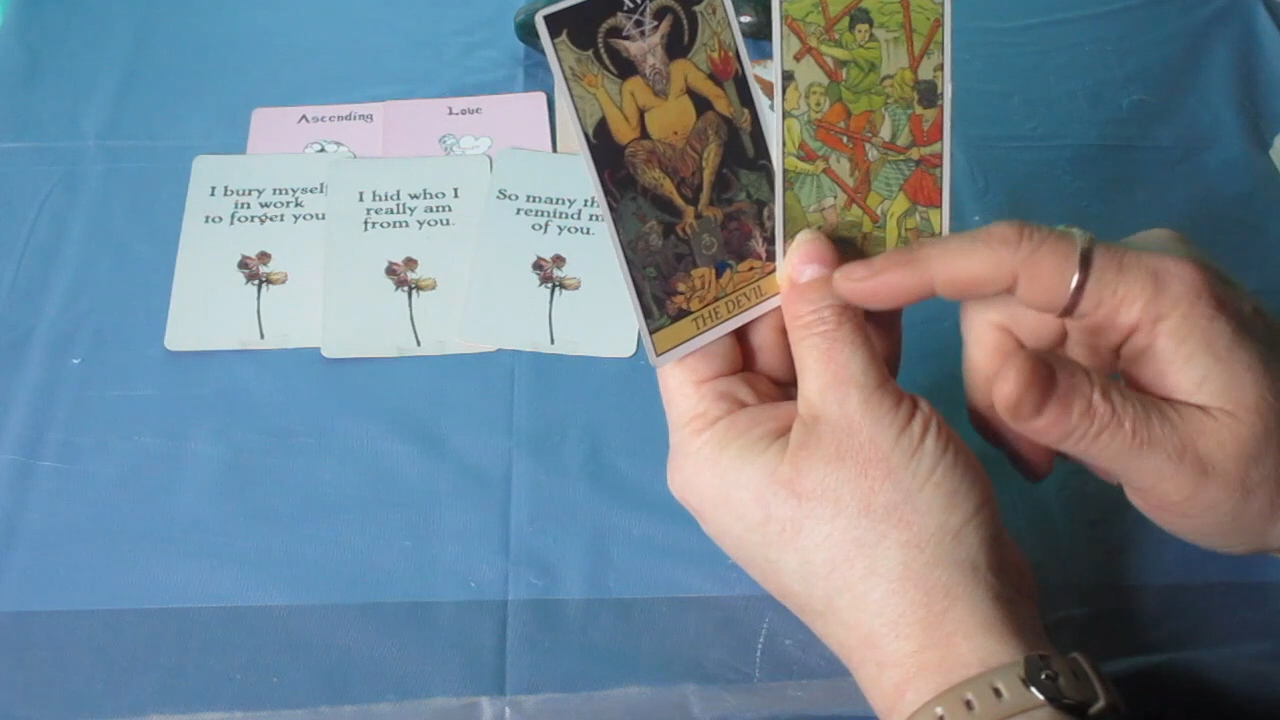 Ascending
Love
I bury myself
in work
to forget you
I hid who I
really am
from you.
So many th
remind m
of you.
THE DEVIL